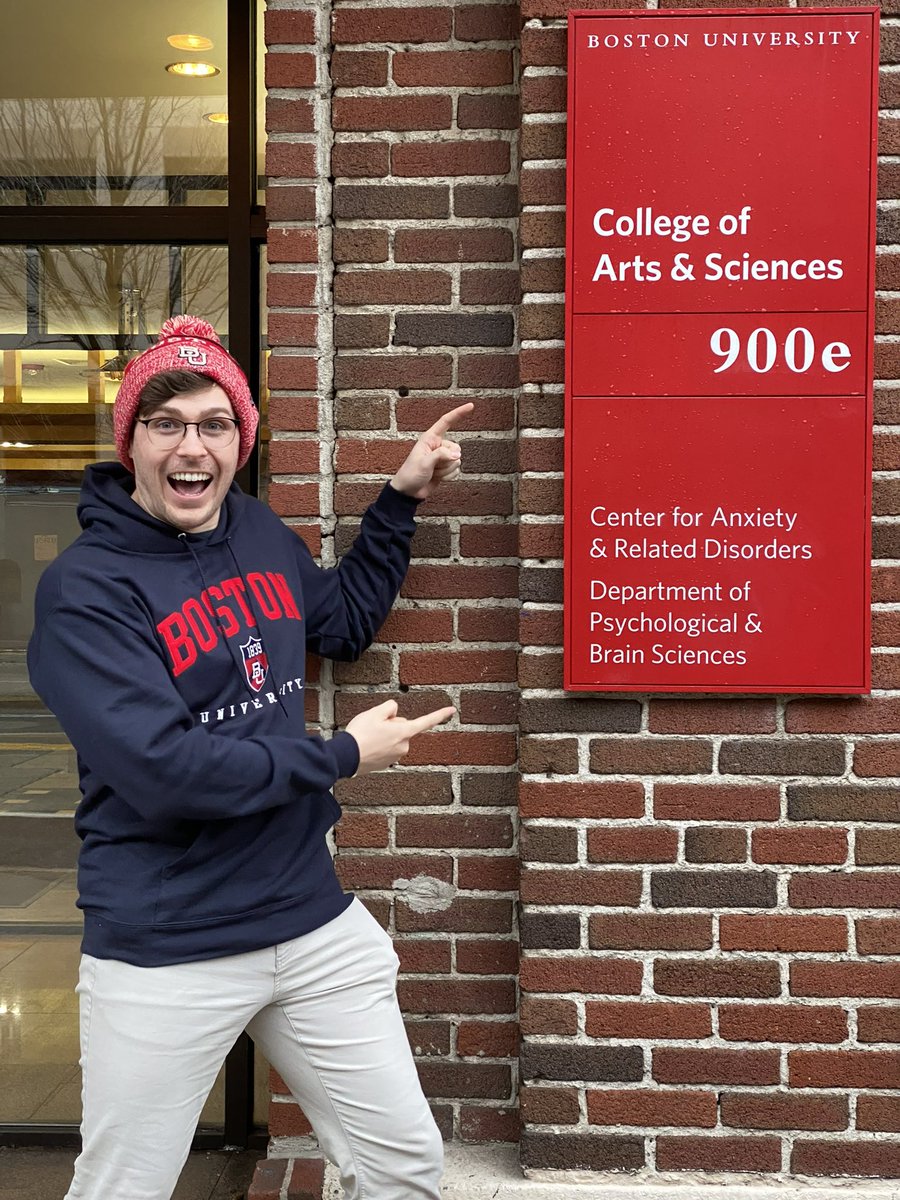 BOSTON UNIVERSITY
College of
Arts & Sciences
900e
Center for Anxiety
& Related Disorders
Department of
Psychological &
Brain Sciences
BU
BOSTON
1839
BU
UNIVERSITY